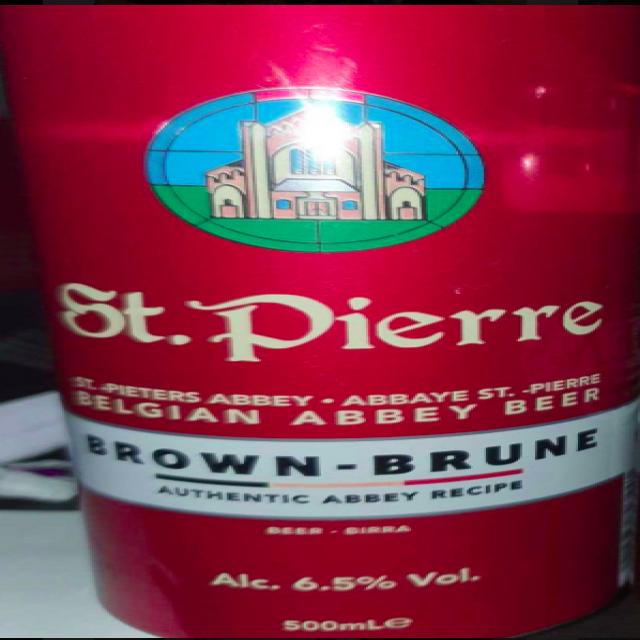 St. Pierre
ST.-PIETERS ABBEY • ABBAYE ST.-PIERRE
BELGIAN ABBEY BEER
BROWN-BRUNE
AUTHENTIC ABBEY RECIPE
BEER - BIRRA
Alc. 6.5% Vol.
500mL℮